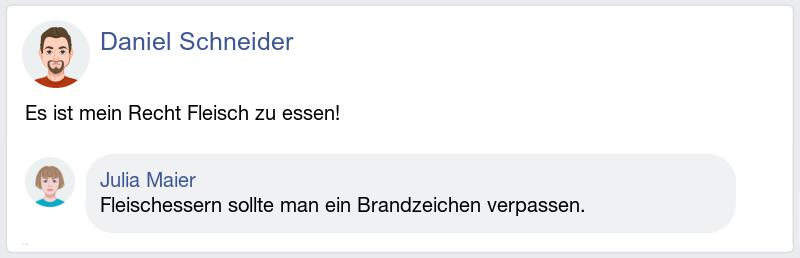 Daniel Schneider
Es ist mein Recht Fleisch zu essen!
Julia Maier
Fleischessern sollte man ein Brandzeichen verpassen.